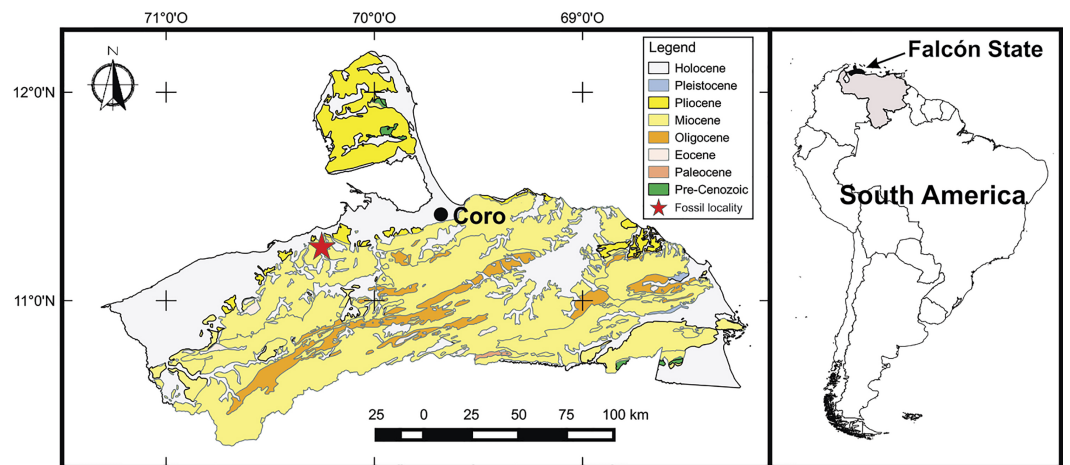 71°0'O 70°0'O 69°0'O
N
12°0'N
11°0'N
Coro
Legend
Holocene
Pleistocene
Pliocene
Miocene
Oligocene
Eocene
Paleocene
Pre-Cenozoic
Fossil locality
25 0 25 50 75 100 km
Falcón State
South America